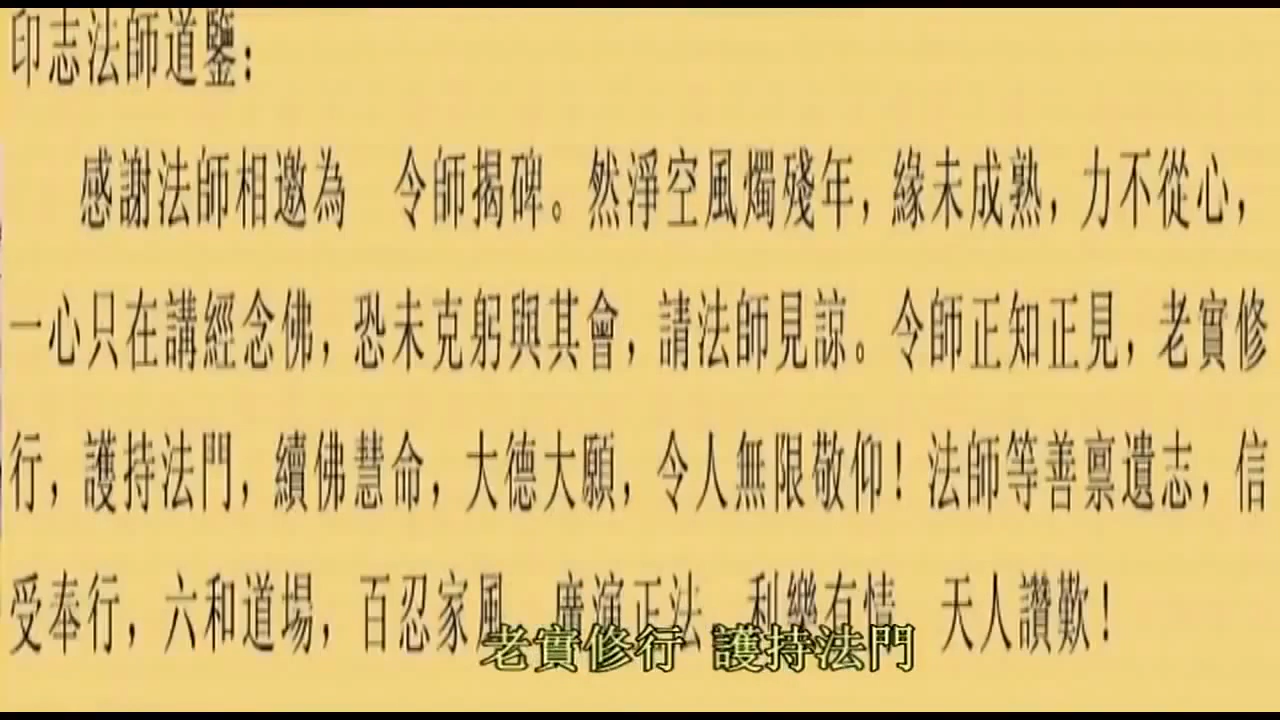 印志法師道鑒：
感謝法師相邀為　令師揭碑。然淨空風燭殘年，緣未成熟，力不從心，
一心只在講經念佛，恐未克躬與其會，請法師見諒。令師正知正見，老實修
行，護持法門，續佛慧命，大德大願，令人無限敬仰！法師等善禀遺志，信
受奉行，六和道場，百忍家風，廣演正法，利樂有情，天人讚歎！
老實修行 護持法門